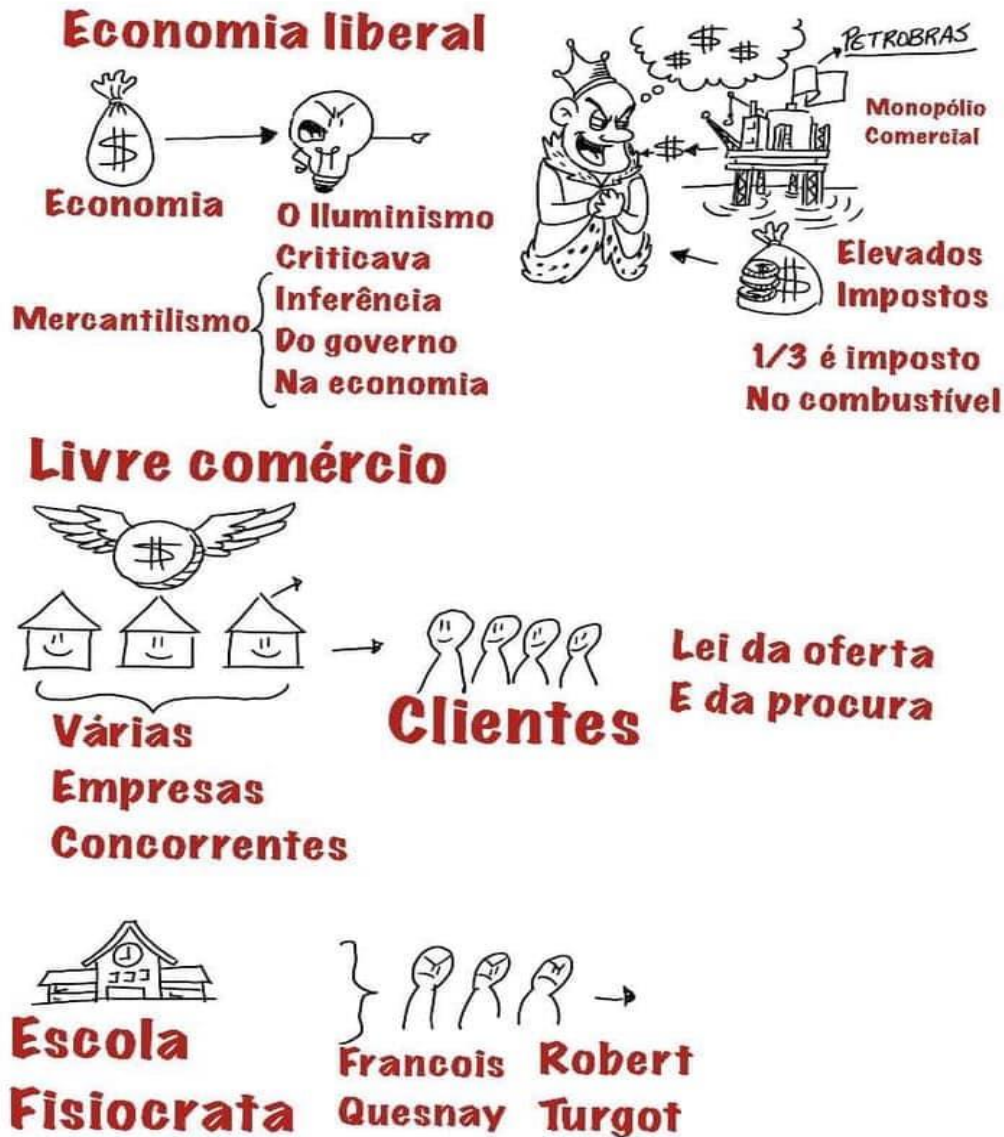 Economia liberal
$
Economia
O Iluminismo
Criticava
Mercantilismo
Inferência
Do governo
Na economia
$ $ $
PETROBRAS
Monopólio
Comercial
$
$
Elevados
Impostos
1/3 é imposto
No combustível
Livre comércio
$
Várias
Empresas
Concorrentes
Clientes
Lei da oferta
E da procura
Escola
Fisiocrata
Francois
Quesnay
Robert
Turgot